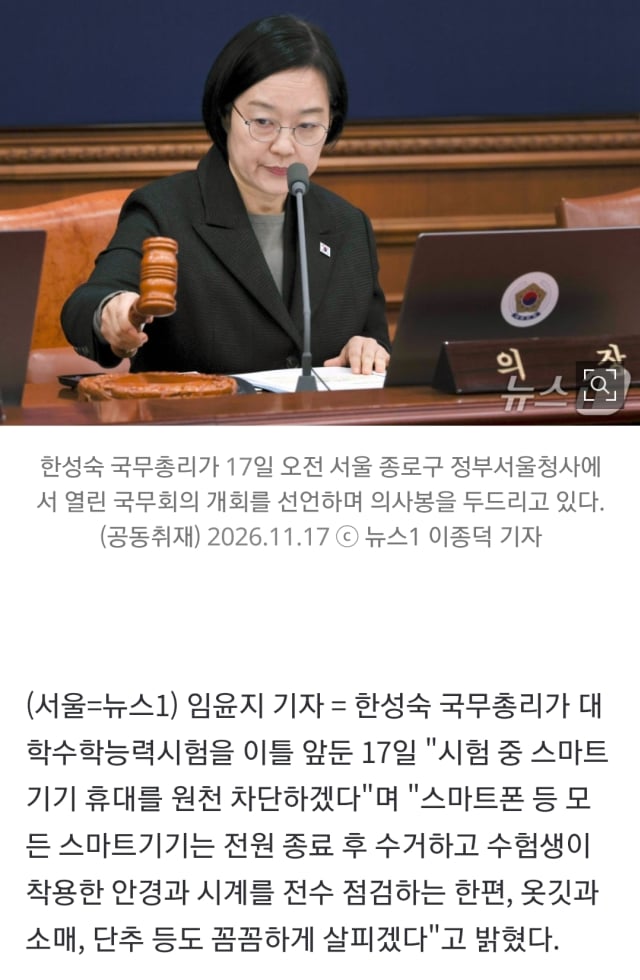 의 장
뉴스
한성숙 국무총리가 17일 오전 서울 종로구 정부서울청사에
서 열린 국무회의 개회를 선언하며 의사봉을 두드리고 있다.
(공동취재) 2026.11.17 ⓒ 뉴스1 이종덕 기자
(서울=뉴스1) 임윤지 기자 = 한성숙 국무총리가 대
학수학능력시험을 이틀 앞둔 17일 "시험 중 스마트
기기 휴대를 원천 차단하겠다"며 "스마트폰 등 모
든 스마트기기는 전원 종료 후 수거하고 수험생이
착용한 안경과 시계를 전수 점검하는 한편, 옷깃과
소매, 단추 등도 꼼꼼하게 살피겠다"고 밝혔다.